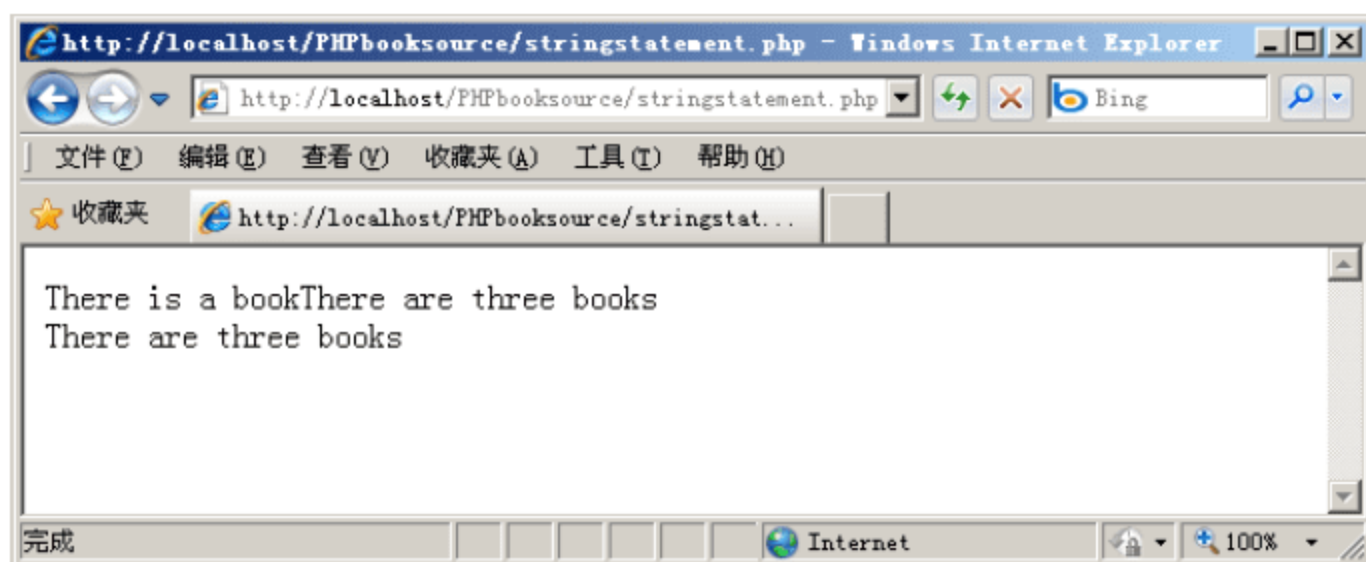 http://localhost/PHPbooksource/stringstatement.php - Windows Internet Explorer
http://localhost/PHPbooksource/stringstatement.php Bing
文件(F) 编辑(E) 查看(V) 收藏夹(A) 工具(T) 帮助(H)
收藏夹 http://localhost/PHPbooksource/stringstat...
There is a bookThere are three books
There are three books
完成 Internet 100%